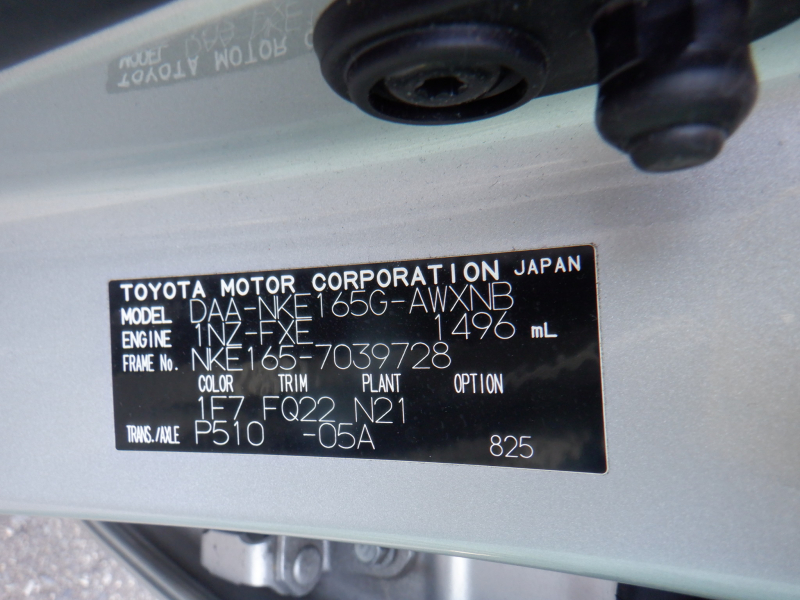 TOYOTA MOTOR CORPORATION JAPAN
MODEL DAA-NKE165G-AWXNB
ENGINE 1NZ-FXE 1496 mL
FRAME No. NKE165-7039728
COLOR TRIM PLANT OPTION
1F7 FQ22 N21
TRANS./AXLE P510 -05A 825